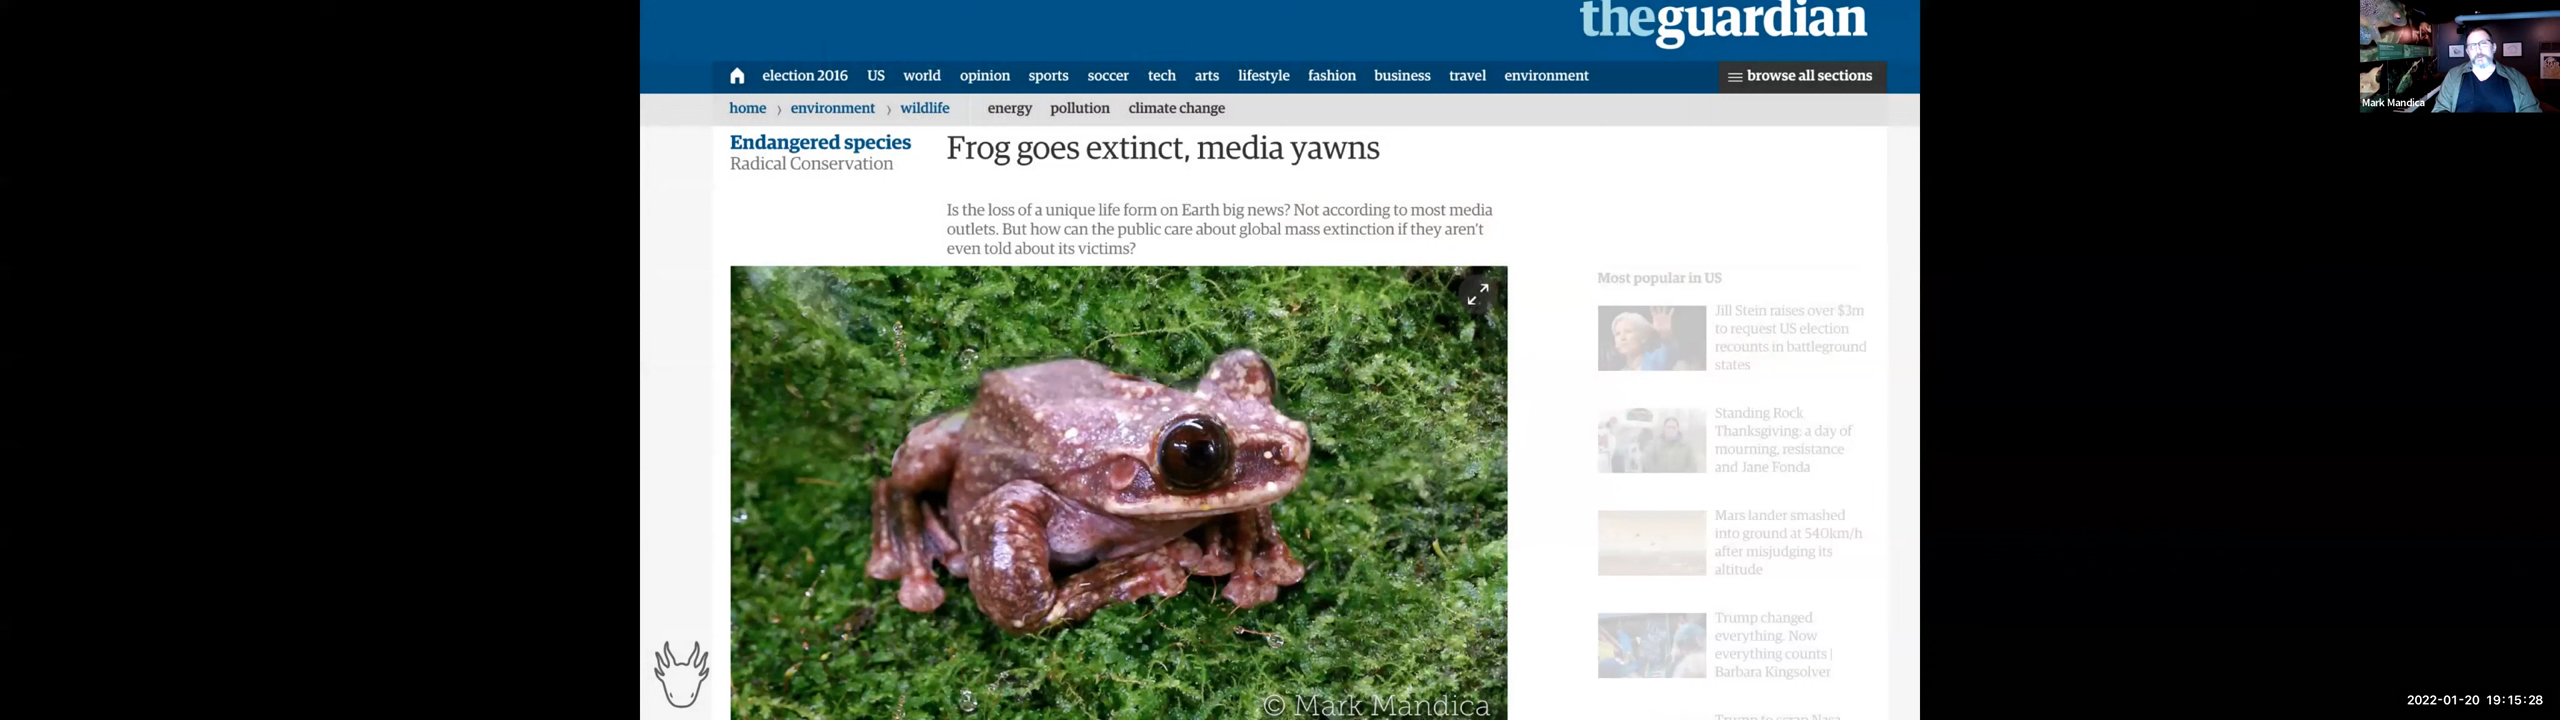 theguardian
election 2016 US world opinion sports soccer tech arts lifestyle fashion business travel environment browse all sections
home › environment › wildlife energy pollution climate change
Endangered species
Radical Conservation
Frog goes extinct, media yawns
Is the loss of a unique life form on Earth big news? Not according to most media
outlets. But how can the public care about global mass extinction if they aren't
even told about its victims?
© Mark Mandica
Most popular in US
Jill Stein raises over $3m
to request US election
recounts in battleground
states
Standing Rock
Thanksgiving: a day of
mourning, resistance
and Jane Fonda
Mars lander smashed
into ground at 540km/h
after misjudging its
altitude
Trump changed
everything. Now
everything counts |
Barbara Kingsolver
Mark Mandica
2022-01-20 19:15:28